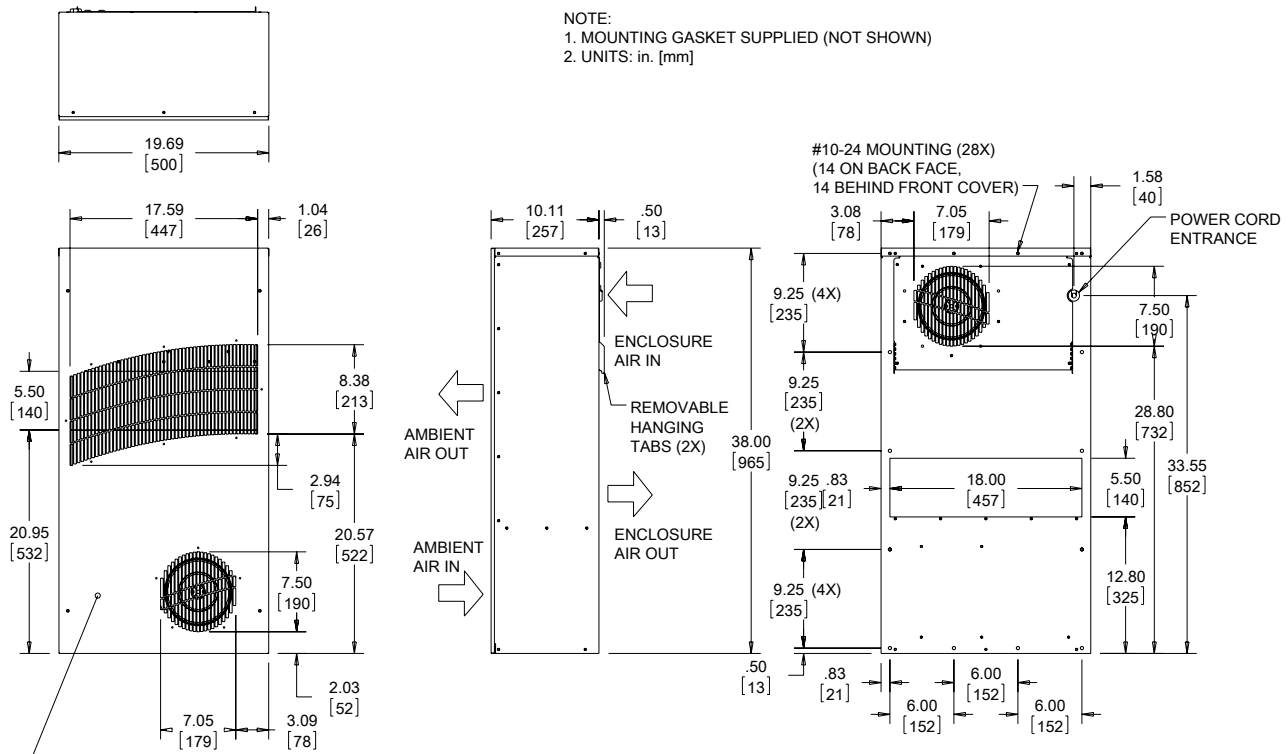 NOTE:
1. MOUNTING GASKET SUPPLIED (NOT SHOWN)
2. UNITS: in. [mm]
19.69
[500]
17.59
[447]
1.04
[26]
5.50
[140]
8.38
[213]
2.94
[75]
20.95
[532]
20.57
[522]
7.50
[190]
2.03
[52]
7.05
[179]
3.09
[78]
10.11
[257]
.50
[13]
ENCLOSURE
AIR IN
REMOVABLE
HANGING
TABS (2X)
AMBIENT
AIR OUT
38.00
[965]
ENCLOSURE
AIR OUT
AMBIENT
AIR IN
#10-24 MOUNTING (28X)
(14 ON BACK FACE,
14 BEHIND FRONT COVER)
1.58
[40]
3.08
[78]
7.05
[179]
POWER CORD
ENTRANCE
9.25 (4X)
[235]
7.50
[190]
9.25
[235]
(2X)
28.80
[732]
33.55
[852]
9.25
[235]
(2X)
.83
[21]
18.00
[457]
5.50
[140]
12.80
[325]
9.25 (4X)
[235]
.50
[13]
.83
[21]
6.00
[152]
6.00
[152]
6.00
[152]